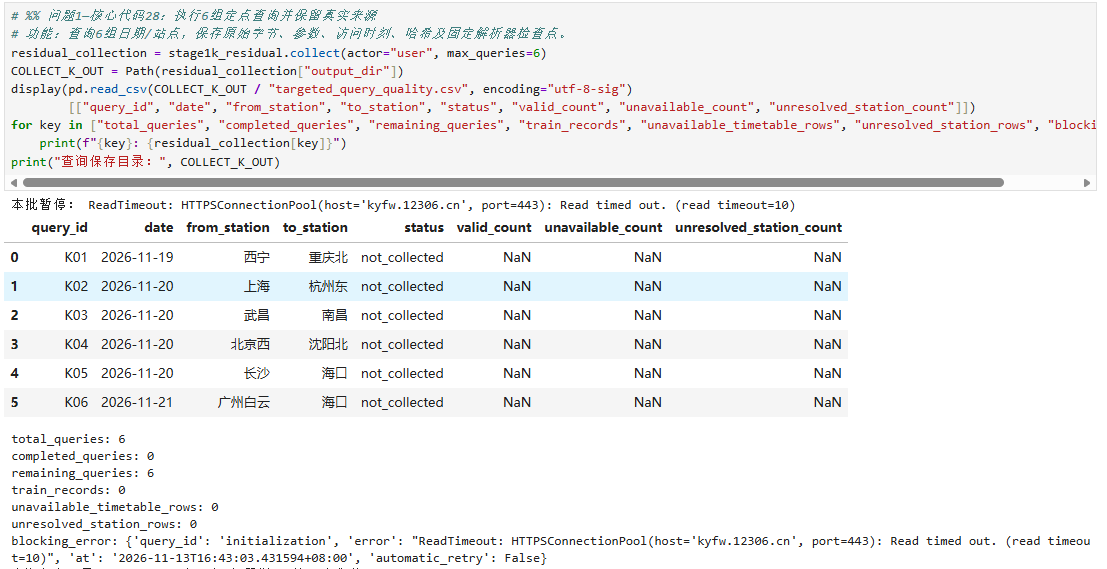 # %% 问题1—核心代码28：执行6组定点查询并保留真实来源
# 功能：查询6组日期/站点，保存原始字节、参数、访问时刻、哈希及固定解析器检查点。
residual_collection = stage1k_residual.collect(actor="user", max_queries=6)
COLLECT_K_OUT = Path(residual_collection["output_dir"])
display(pd.read_csv(COLLECT_K_OUT / "targeted_query_quality.csv", encoding="utf-8-sig")
[["query_id", "date", "from_station", "to_station", "status", "valid_count", "unavailable_count", "unresolved_station_count"]])
for key in ["total_queries", "completed_queries", "remaining_queries", "train_records", "unavailable_timetable_rows", "unresolved_station_rows", "blocki
print(f"{key}: {residual_collection[key]}")
print("查询保存目录：", COLLECT_K_OUT)
本批暂停： ReadTimeout: HTTPSConnectionPool(host='kyfw.12306.cn', port=443): Read timed out. (read timeout=10)
query_id date from_station to_station status valid_count unavailable_count unresolved_station_count
0 K01 2026-11-19 西宁 重庆北 not_collected NaN NaN NaN
1 K02 2026-11-20 上海 杭州东 not_collected NaN NaN NaN
2 K03 2026-11-20 武昌 南昌 not_collected NaN NaN NaN
3 K04 2026-11-20 北京西 沈阳北 not_collected NaN NaN NaN
4 K05 2026-11-20 长沙 海口 not_collected NaN NaN NaN
5 K06 2026-11-21 广州白云 海口 not_collected NaN NaN NaN
total_queries: 6
completed_queries: 0
remaining_queries: 6
train_records: 0
unavailable_timetable_rows: 0
unresolved_station_rows: 0
blocking_error: {'query_id': 'initialization', 'error': "ReadTimeout: HTTPSConnectionPool(host='kyfw.12306.cn', port=443): Read timed out. (read timeou
t=10)", 'at': '2026-11-13T16:43:03.431594+08:00', 'automatic_retry': False}